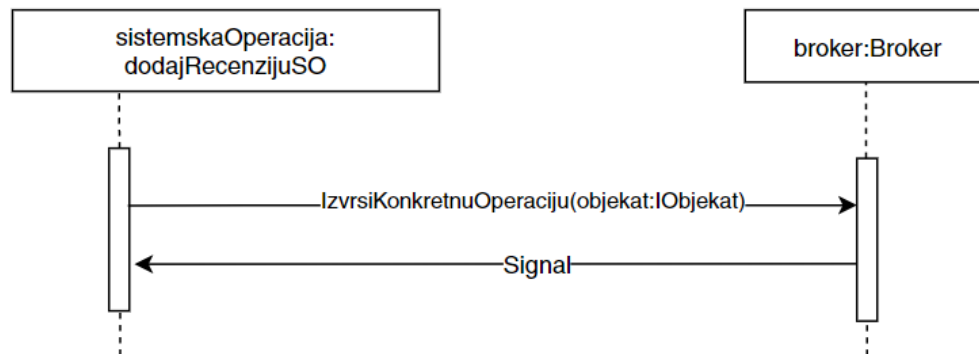 sistemskaOperacija:
dodajRecenzijuSO
broker:Broker
IzvrsiKonkretnuOperaciju(objekat:IObjekat)
Signal